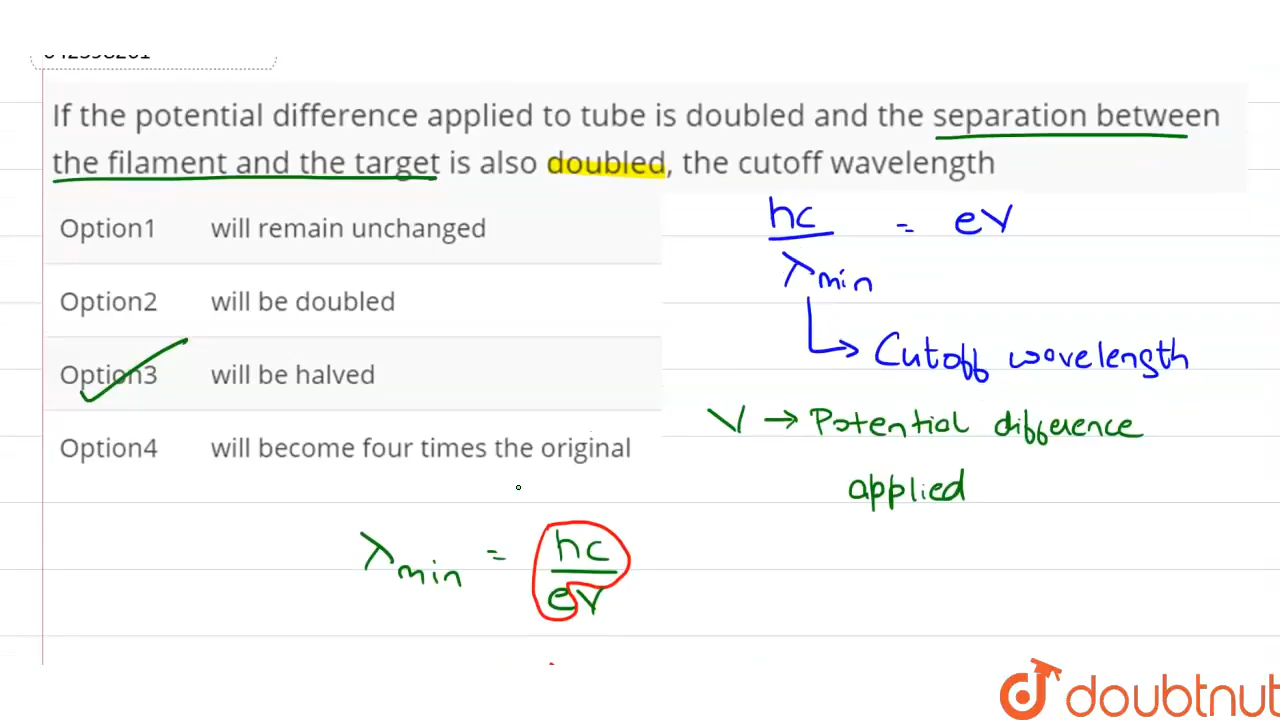 If the potential difference applied to tube is doubled and the separation between
the filament and the target is also doubled, the cutoff wavelength
Option1 will remain unchanged
Option2 will be doubled
Option3 will be halved
Option4 will become four times the original
hc
/
λmin
= eV
Cutoff wavelength
V → Potential difference
applied
λmin = hc
/
eV
doubtnut